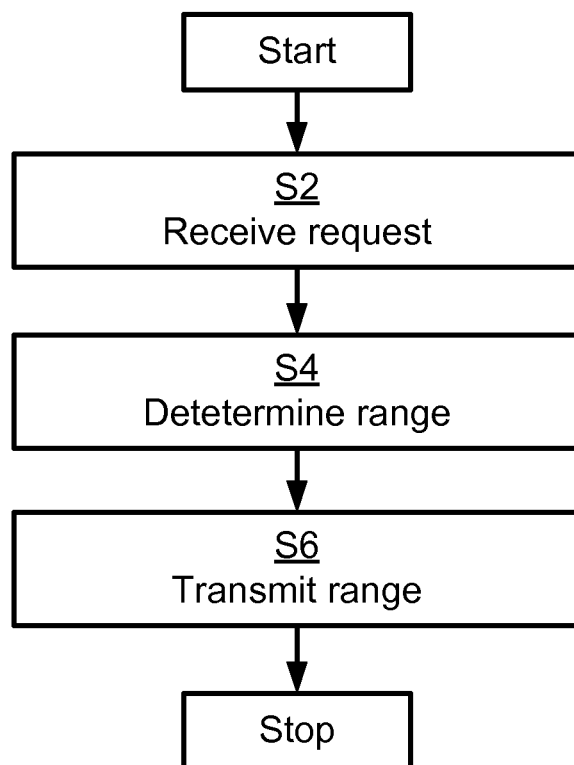 Start
S2
Receive request
S4
Detetermine range
S6
Transmit range
Stop